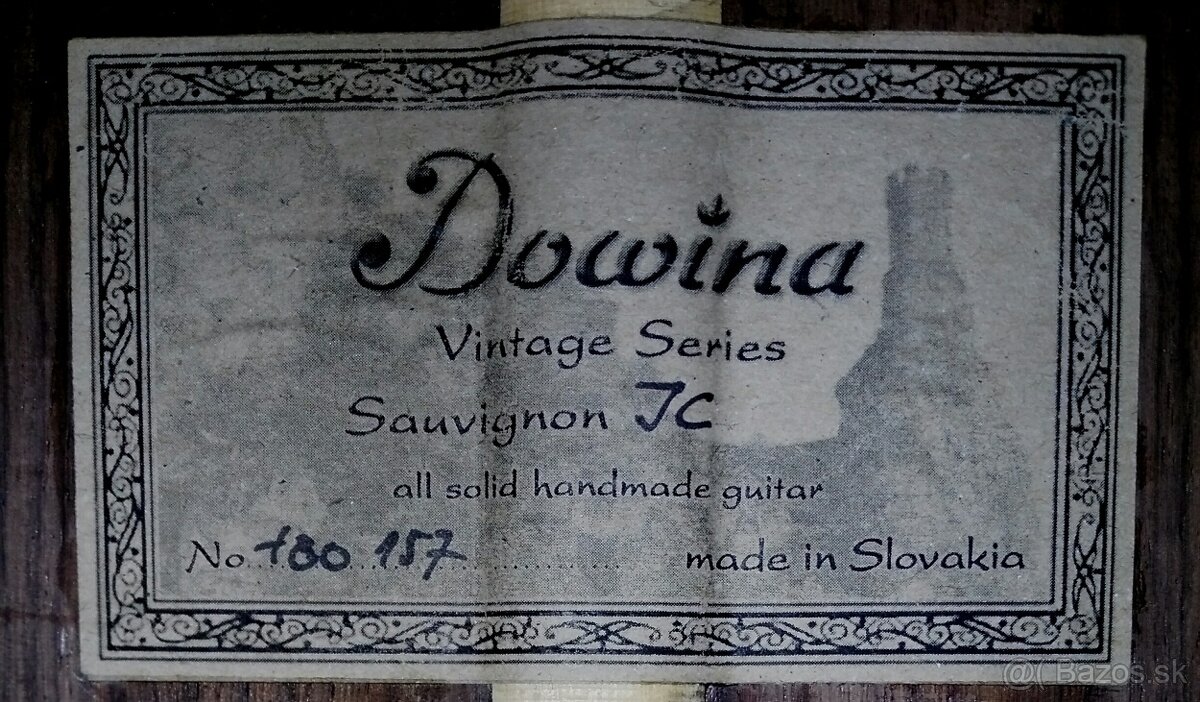 Dowina
Vintage Series
Sauvignon JC
all solid handmade guitar
No 180 157 made in Slovakia
@( Bazos.sk